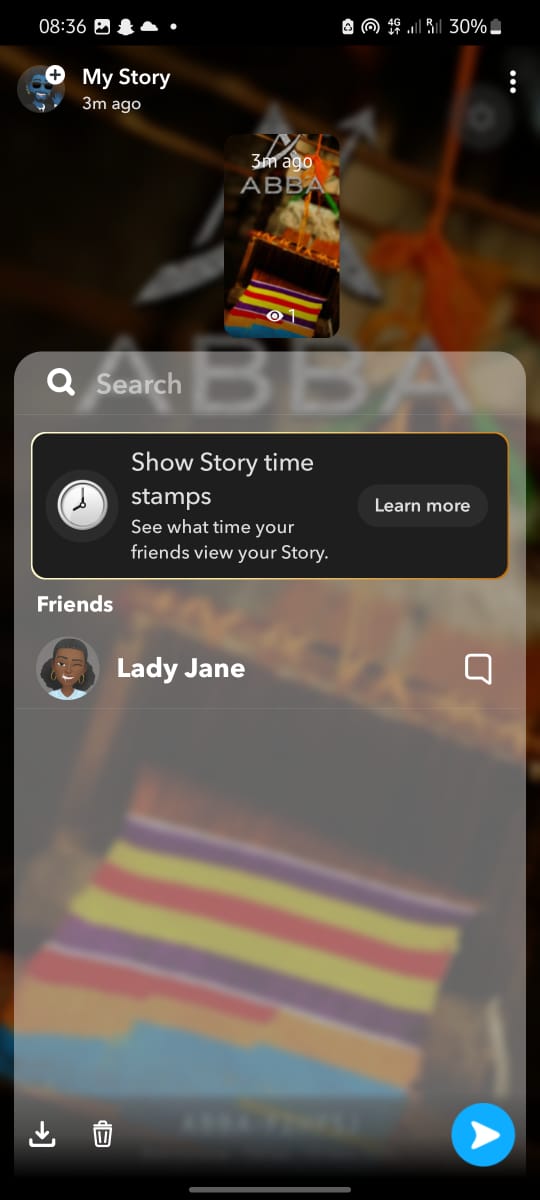 08:36
4G
R
30%
My Story
3m ago
3m ago
ABBA
1
ABBA
Search
Show Story time
stamps
See what time your
friends view your Story.
Learn more
Friends
Lady Jane